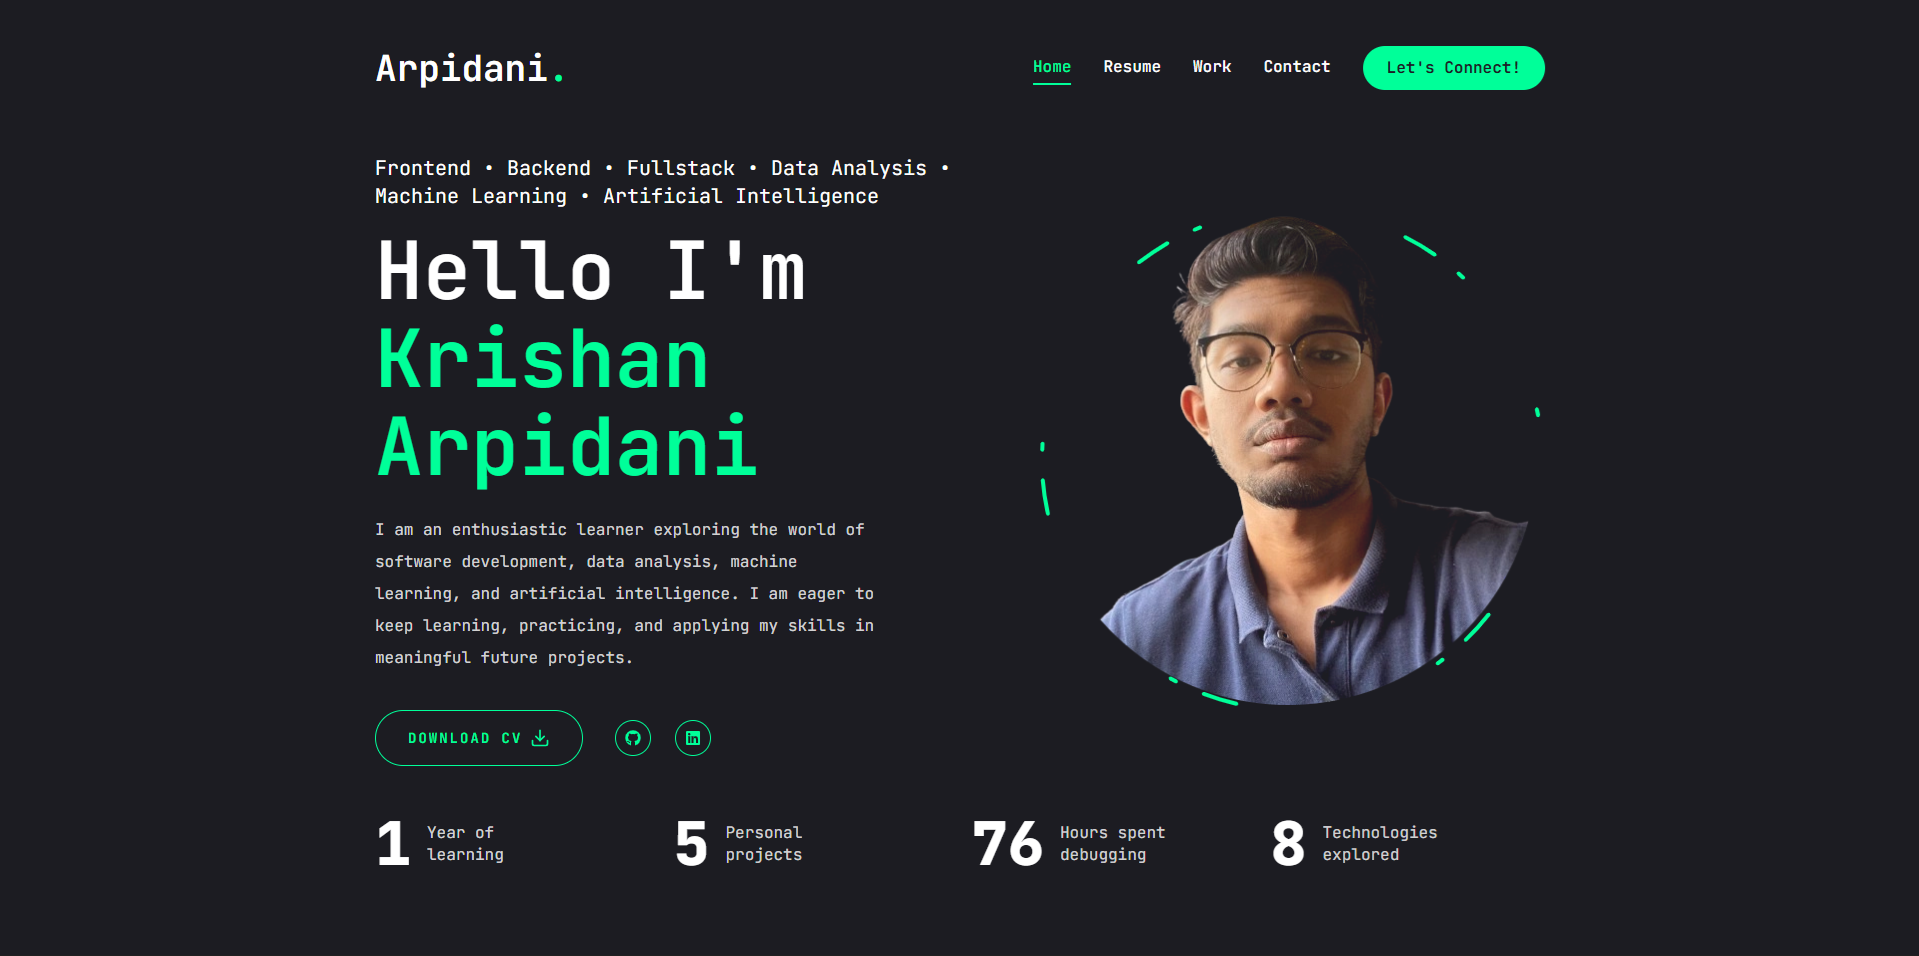 Arpidani.
Home Resume Work Contact Let's Connect!
Frontend • Backend • Fullstack • Data Analysis •
Machine Learning • Artificial Intelligence
Hello I'm
Krishan
Arpidani
I am an enthusiastic learner exploring the world of
software development, data analysis, machine
learning, and artificial intelligence. I am eager to
keep learning, practicing, and applying my skills in
meaningful future projects.
DOWNLOAD CV
1 Year of
learning
5 Personal
projects
76 Hours spent
debugging
8 Technologies
explored